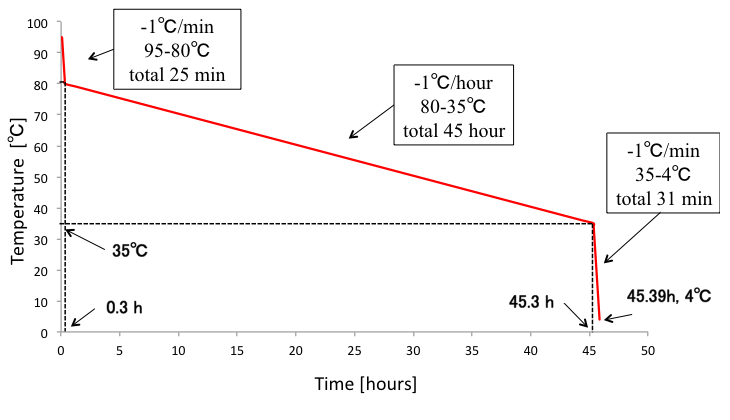 100
90
80
70
60
50
40
30
20
10
0
Temperature [℃]
-1℃/min
95-80℃
total 25 min
-1℃/hour
80-35℃
total 45 hour
-1℃/min
35-4℃
total 31 min
35℃
0.3 h
45.3 h
45.39h, 4℃
0 5 10 15 20 25 30 35 40 45 50
Time [hours]